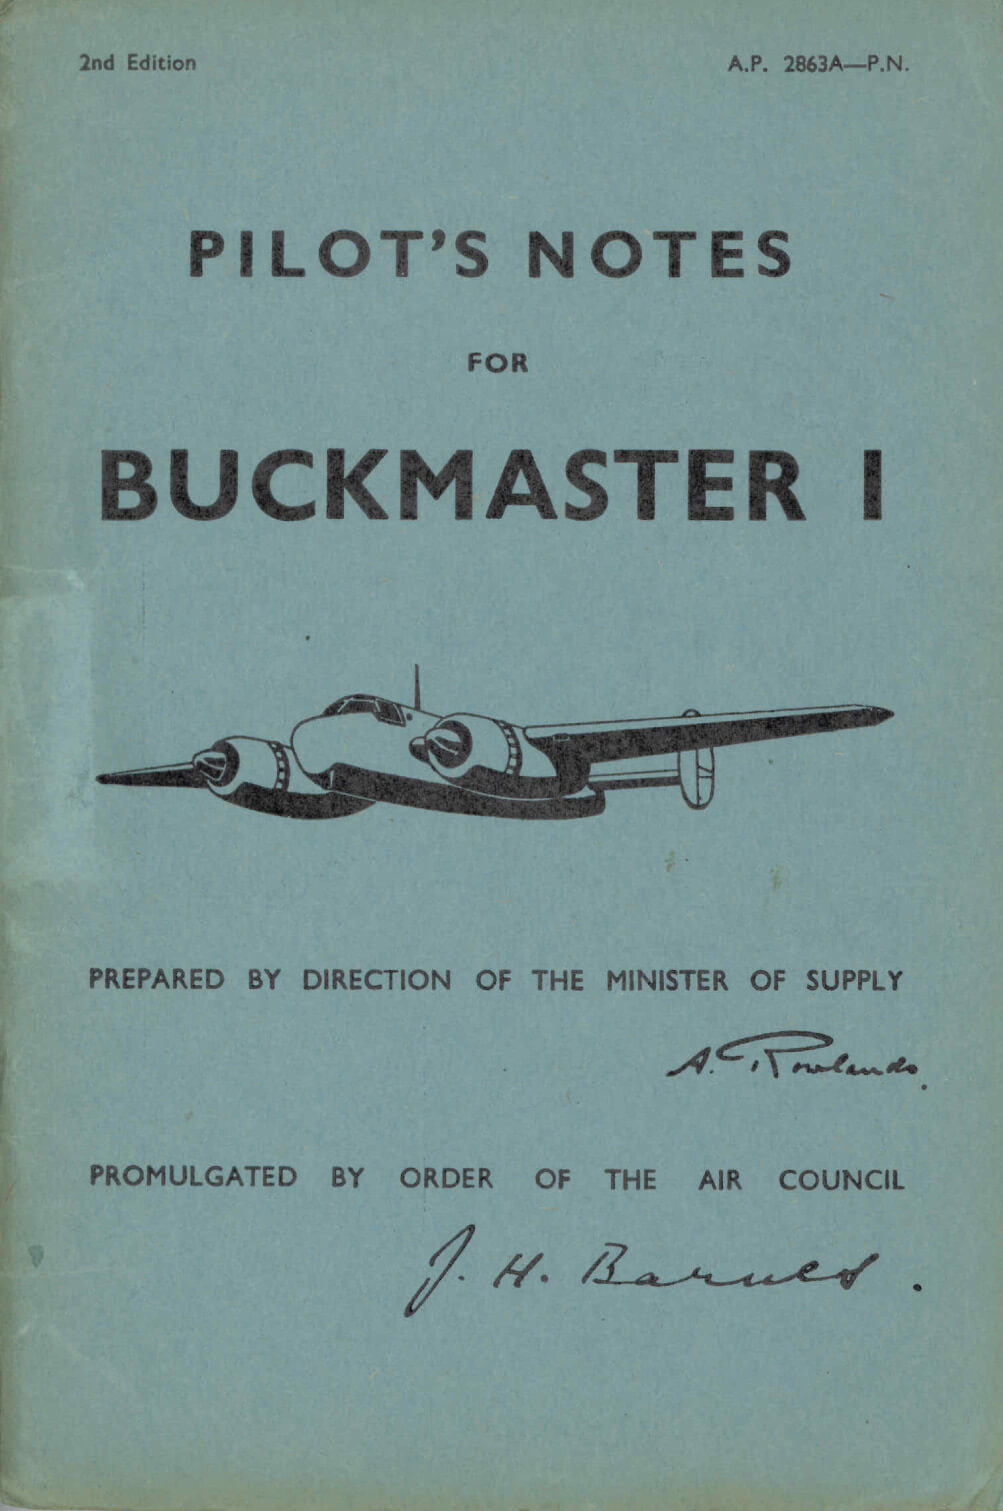 2nd Edition
A.P. 2863A—P.N.
PILOT'S NOTES
FOR
BUCKMASTER I
PREPARED BY DIRECTION OF THE MINISTER OF SUPPLY
A. Rowlands.
PROMULGATED BY ORDER OF THE AIR COUNCIL
J. H. Barnes.